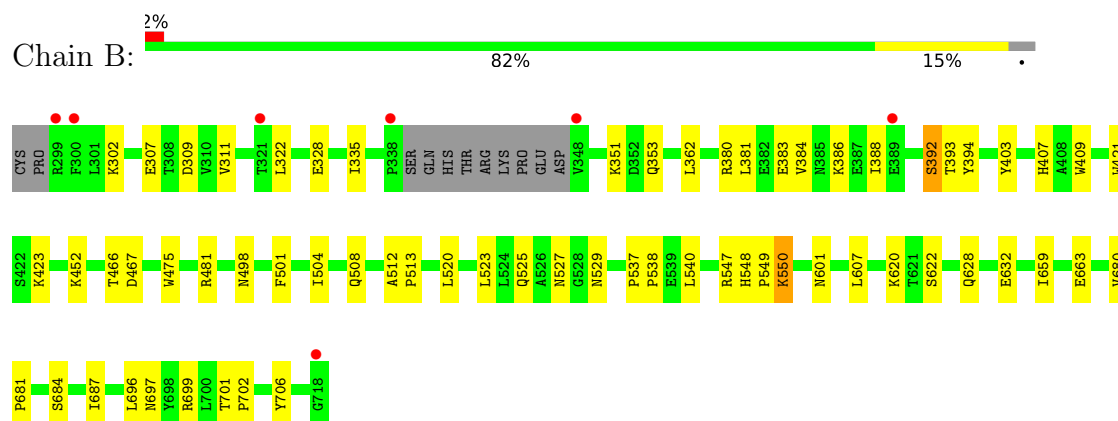 2%
Chain B:
82% 15% •
CYS PRO R299 F300 L301 K302 E307 T308 D309 V310 V311 T321 L322 E328 I335 P338 SER GLN HIS THR ARG LYS PRO GLU ASP V348 K351 D352 Q353 L362 R380 L381 E382 E383 V384 N385 K386 E387 I388 E389 S392 T393 Y394 Y403 H407 A408 W409 W421
S422 K423 K452 T466 D467 W475 R481 N498 F501 I504 Q508 A512 P513 L520 L523 L524 Q525 A526 N527 G528 N529 P537 P538 E539 L540 R547 H548 P549 K550 N601 L607 K620 T621 S622 Q628 E632 I659 E663 V680
P681 S684 I687 L696 N697 Y698 R699 L700 T701 P702 Y706 G718